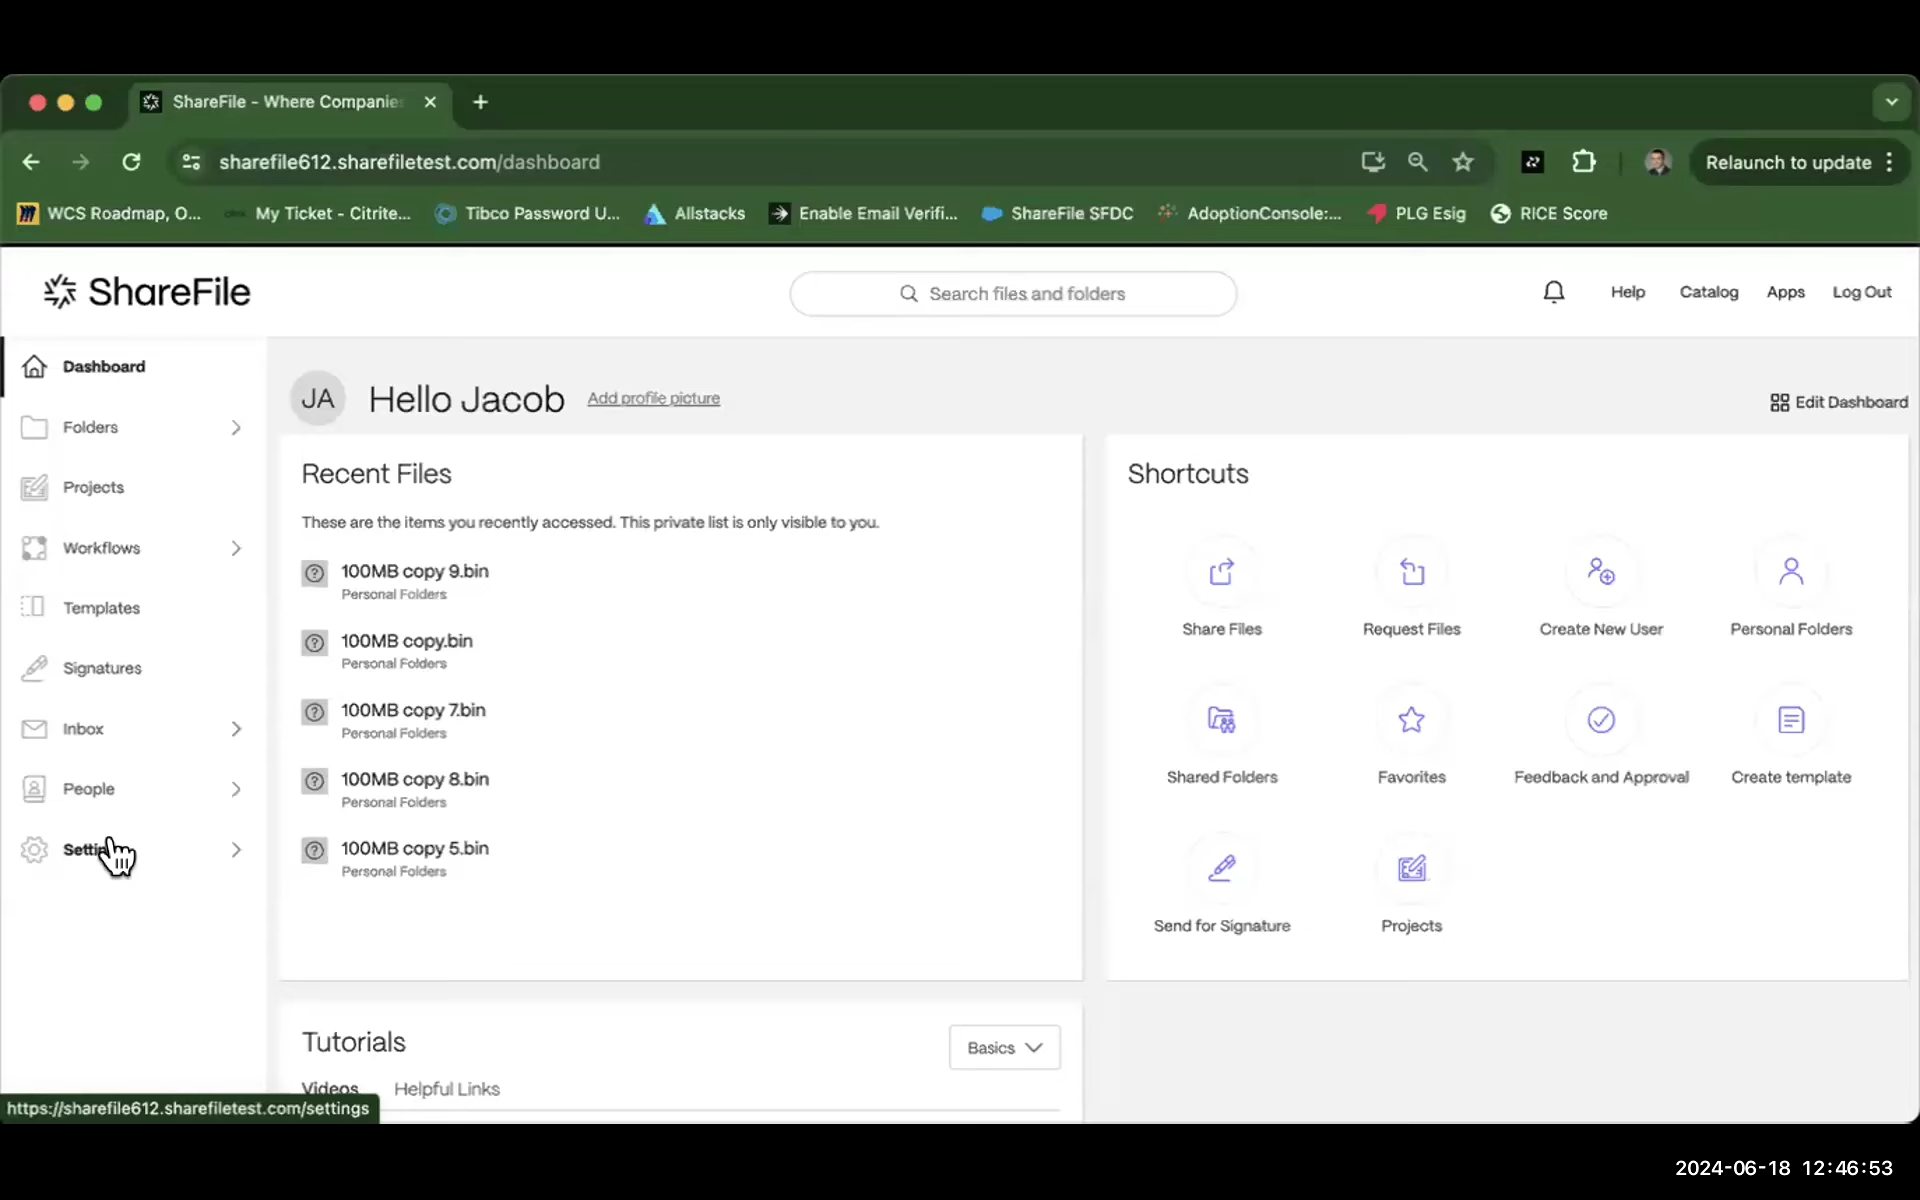 ShareFile - Where Companie
sharefile612.sharefiletest.com/dashboard
Relaunch to update
WCS Roadmap, O...
My Ticket - Citrite...
Tibco Password U...
Allstacks
Enable Email Verifi...
ShareFile SFDC
AdoptionConsole:...
PLG Esig
RICE Score
ShareFile
Search files and folders
Help
Catalog
Apps
Log Out
Dashboard
Folders
Projects
Workflows
Templates
Signatures
Inbox
People
JA
Hello Jacob
Add profile picture
Edit Dashboard
Recent Files
These are the items you recently accessed. This private list is only visible to you.
100MB copy 9.bin
Personal Folders
100MB copy.bin
Personal Folders
100MB copy 7.bin
Personal Folders
100MB copy 8.bin
Personal Folders
100MB copy 5.bin
Personal Folders
Shortcuts
Share Files
Request Files
Create New User
Personal Folders
Shared Folders
Favorites
Feedback and Approval
Create template
Send for Signature
Projects
Tutorials
Basics
Videos
Helpful Links
https://sharefile612.sharefiletest.com/settings
2024-06-18 12:46:53